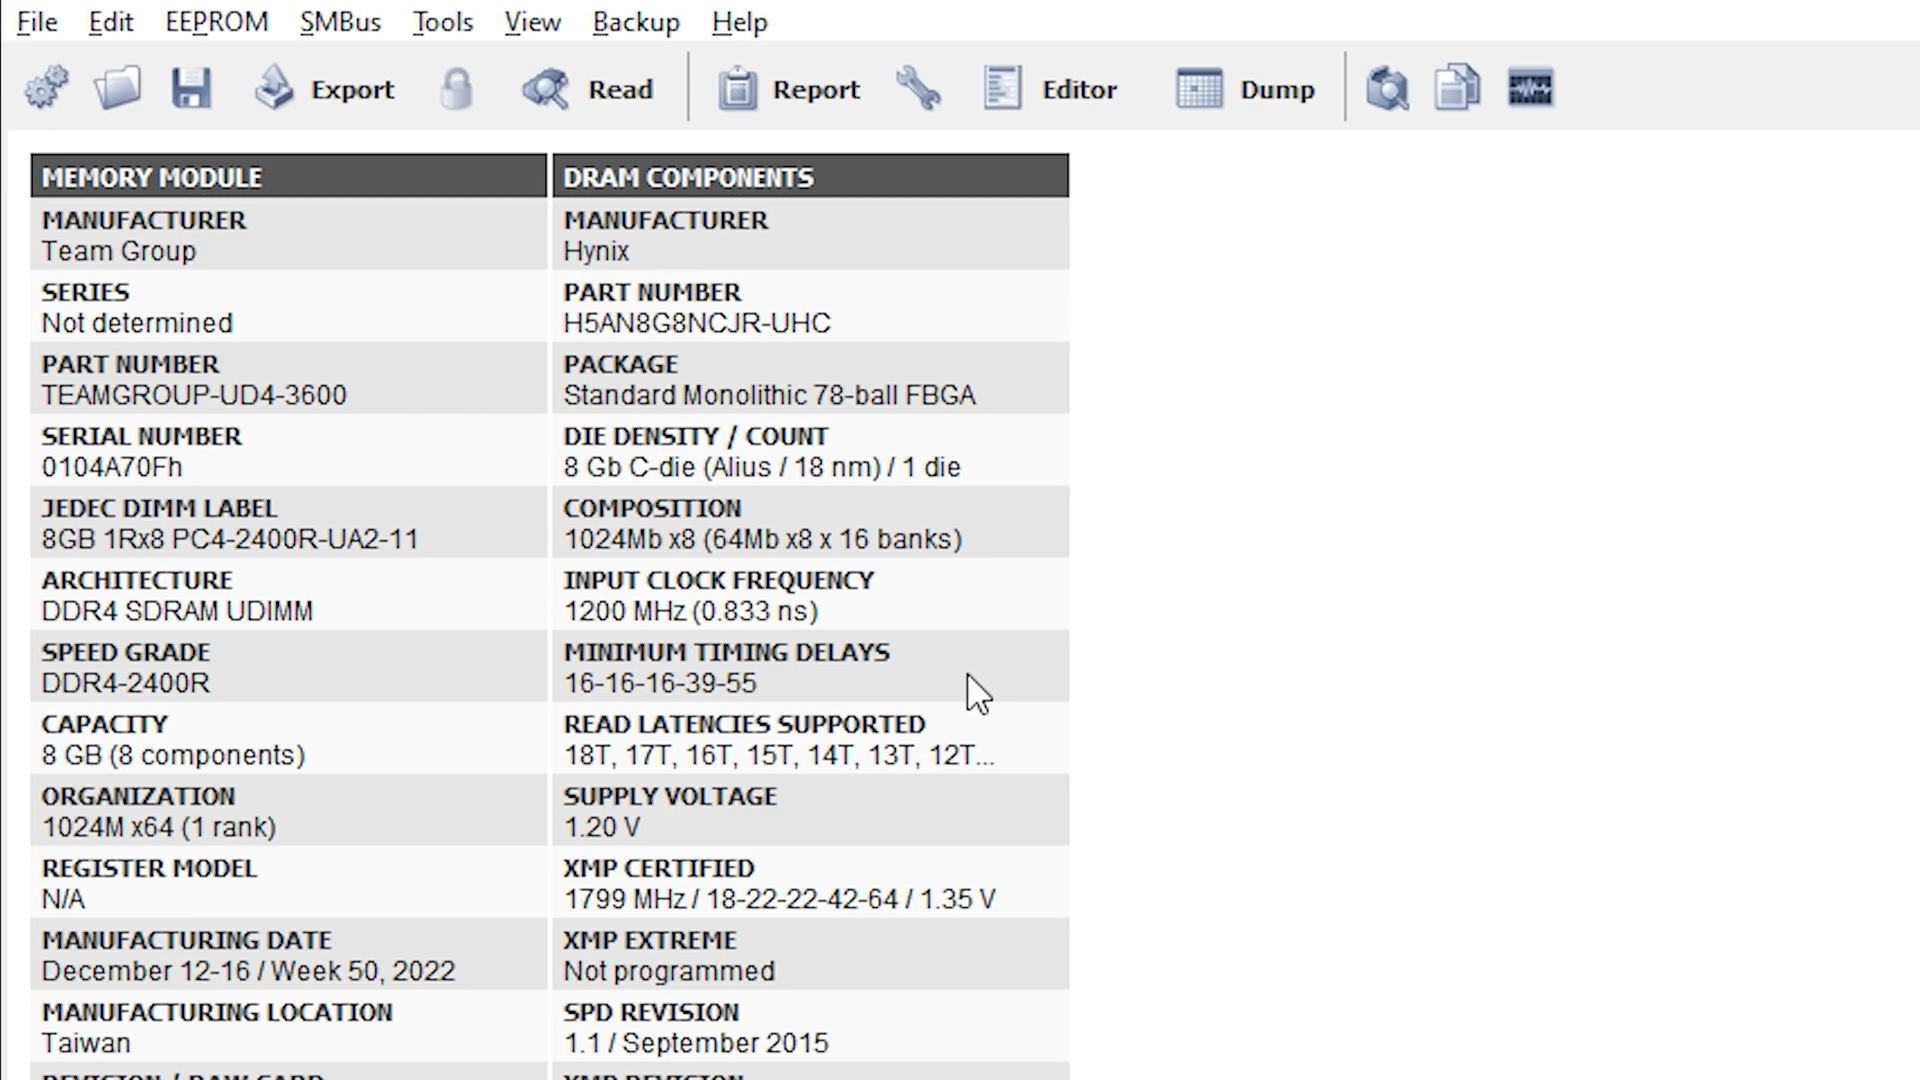 File Edit EEPROM SMBus Tools View Backup Help
Export Read Report Editor Dump
MEMORY MODULE
MANUFACTURER
Team Group
SERIES
Not determined
PART NUMBER
TEAMGROUP-UD4-3600
SERIAL NUMBER
0104A70Fh
JEDEC DIMM LABEL
8GB 1Rx8 PC4-2400R-UA2-11
ARCHITECTURE
DDR4 SDRAM UDIMM
SPEED GRADE
DDR4-2400R
CAPACITY
8 GB (8 components)
ORGANIZATION
1024M x64 (1 rank)
REGISTER MODEL
N/A
MANUFACTURING DATE
December 12-16 / Week 50, 2022
MANUFACTURING LOCATION
Taiwan
REVISION / RAW CARD
DRAM COMPONENTS
MANUFACTURER
Hynix
PART NUMBER
H5AN8G8NCJR-UHC
PACKAGE
Standard Monolithic 78-ball FBGA
DIE DENSITY / COUNT
8 Gb C-die (Alius / 18 nm) / 1 die
COMPOSITION
1024Mb x8 (64Mb x8 x 16 banks)
INPUT CLOCK FREQUENCY
1200 MHz (0.833 ns)
MINIMUM TIMING DELAYS
16-16-16-39-55
READ LATENCIES SUPPORTED
18T, 17T, 16T, 15T, 14T, 13T, 12T...
SUPPLY VOLTAGE
1.20 V
XMP CERTIFIED
1799 MHz / 18-22-22-42-64 / 1.35 V
XMP EXTREME
Not programmed
SPD REVISION
1.1 / September 2015
XMP REVISION